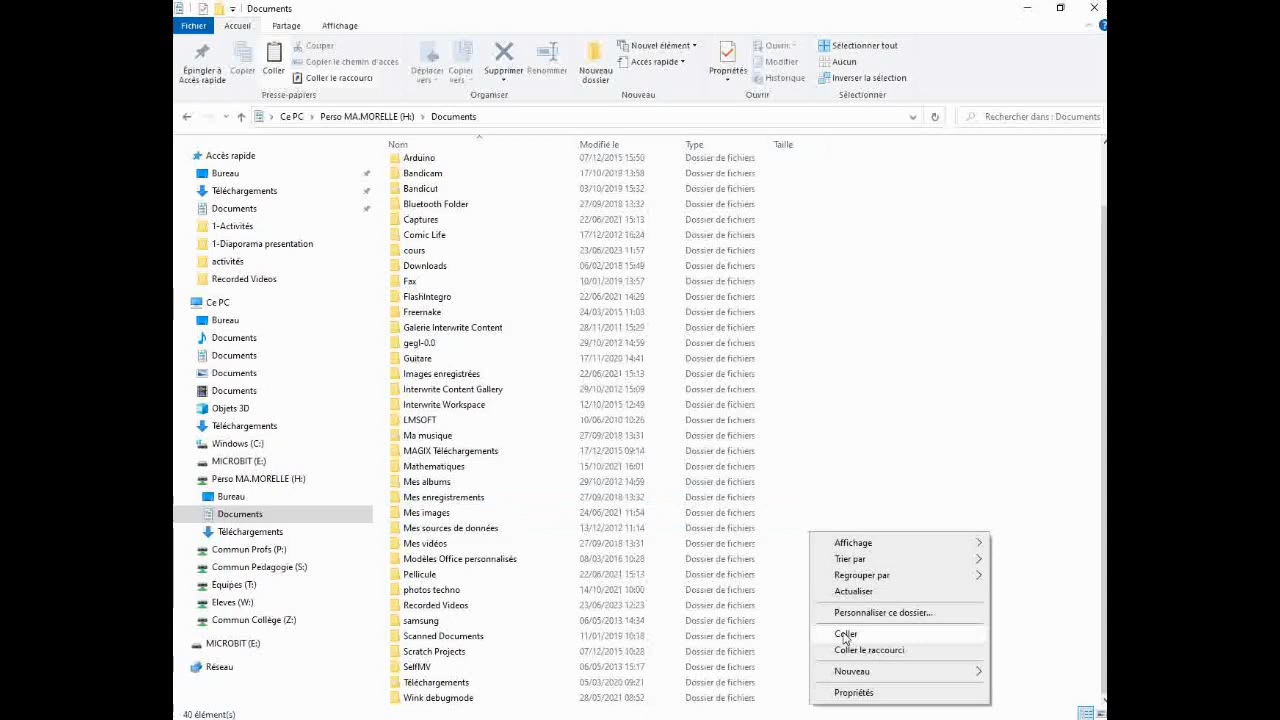 Documents
Fichier Accueil Partage Affichage
Épingler à Accès rapide
Copier
Coller
Couper
Copier le chemin d'accès
Coller le raccourci
Presse-papiers
Déplacer vers
Copier vers
Supprimer
Renommer
Organiser
Nouveau dossier
Nouvel élément
Accès rapide
Nouveau
Propriétés
Ouvrir
Modifier
Historique
Ouvrir
Sélectionner tout
Aucun
Inverser la sélection
Sélectionner
Ce PC > Perso MA.MORELLE (H:) > Documents
Rechercher dans : Documents
Accès rapide
Bureau
Téléchargements
Documents
1-Activités
1-Diaporama presentation
activités
Recorded Videos
Ce PC
Bureau
Documents
Documents
Documents
Documents
Objets 3D
Téléchargements
Windows (C:)
MICROBIT (E:)
Perso MA.MORELLE (H:)
Bureau
Documents
Téléchargements
Commun Profs (P:)
Commun Pedagogie (S:)
Equipes (T:)
Eleves (W:)
Commun Collège (Z:)
MICROBIT (E:)
Réseau
Nom Modifié le Type Taille
Arduino 07/12/2015 15:50 Dossier de fichiers
Bandicam 17/10/2019 13:38 Dossier de fichiers
Bandicut 03/10/2019 15:32 Dossier de fichiers
Bluetooth Folder 27/09/2018 13:32 Dossier de fichiers
Captures 22/06/2021 15:13 Dossier de fichiers
Comic Life 17/12/2012 16:24 Dossier de fichiers
cours 23/06/2023 11:57 Dossier de fichiers
Downloads 06/02/2018 15:49 Dossier de fichiers
Fax 10/01/2019 13:57 Dossier de fichiers
FlashIntegro 22/06/2021 14:29 Dossier de fichiers
Freemake 24/03/2015 11:03 Dossier de fichiers
Galerie Interwrite Content 28/11/2011 15:29 Dossier de fichiers
gegl-0.0 29/10/2012 14:59 Dossier de fichiers
Guitare 17/11/2020 14:41 Dossier de fichiers
Images enregistrées 22/06/2021 15:13 Dossier de fichiers
Interwrite Content Gallery 29/10/2012 15:09 Dossier de fichiers
Interwrite Workspace 12/10/2015 12:49 Dossier de fichiers
LMSOFT 10/06/2010 10:26 Dossier de fichiers
Ma musique 27/09/2018 13:31 Dossier de fichiers
MAGIX Téléchargements 17/12/2015 09:14 Dossier de fichiers
Mathematiques 15/10/2021 16:01 Dossier de fichiers
Mes albums 29/10/2012 14:59 Dossier de fichiers
Mes enregistrements 27/09/2018 13:32 Dossier de fichiers
Mes images 24/06/2021 11:54 Dossier de fichiers
Mes sources de données 13/12/2012 11:14 Dossier de fichiers
Mes vidéos 27/09/2018 13:31 Dossier de fichiers
Modèles Office personnalisés 08/03/2016 10:28 Dossier de fichiers
Pellicule 22/06/2021 15:13 Dossier de fichiers
photos techno 14/10/2021 10:00 Dossier de fichiers
Recorded Videos 23/06/2023 12:23 Dossier de fichiers
samsung 06/05/2013 14:51 Dossier de fichiers
Scanned Documents 11/01/2019 10:18 Dossier de fichiers
Scratch Projects 07/12/2015 10:28 Dossier de fichiers
SelfMV 06/05/2013 15:17 Dossier de fichiers
Téléchargements 05/03/2020 09:21 Dossier de fichiers
Wink debugmode 28/05/2021 08:52 Dossier de fichiers
Affichage
Trier par
Regrouper par
Actualiser
Personnaliser ce dossier...
Coller
Coller le raccourci
Nouveau
Propriétés
40 élément(s)